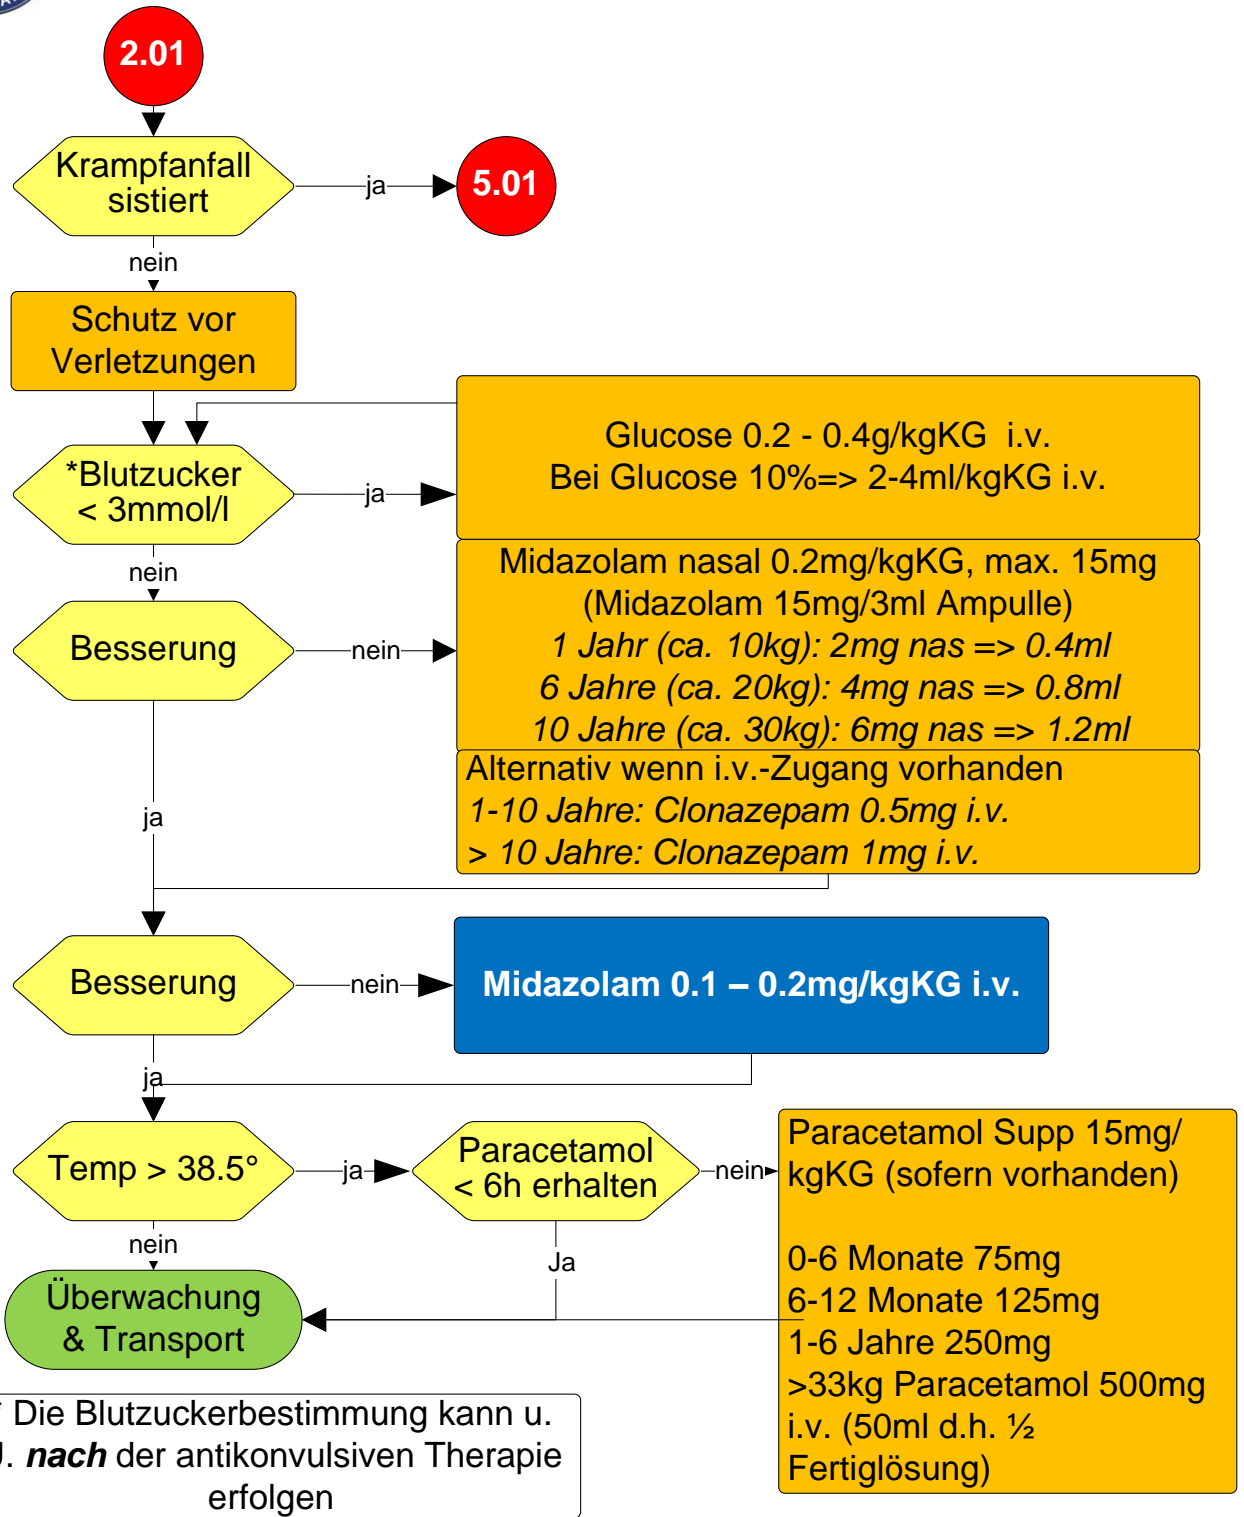 2.01
Krampfanfall
sistiert
ja
5.01
nein
Schutz vor
Verletzungen
Glucose 0.2 - 0.4g/kgKG i.v.
Bei Glucose 10%=> 2-4ml/kgKG i.v.
*Blutzucker
< 3mmol/l
ja
nein
Midazolam nasal 0.2mg/kgKG, max. 15mg
(Midazolam 15mg/3ml Ampulle)
1 Jahr (ca. 10kg): 2mg nas => 0.4ml
6 Jahre (ca. 20kg): 4mg nas => 0.8ml
10 Jahre (ca. 30kg): 6mg nas => 1.2ml
Besserung
nein
Alternativ wenn i.v.-Zugang vorhanden
1-10 Jahre: Clonazepam 0.5mg i.v.
> 10 Jahre: Clonazepam 1mg i.v.
ja
Besserung
nein
Midazolam 0.1 – 0.2mg/kgKG i.v.
ja
Temp > 38.5°
ja
Paracetamol
< 6h erhalten
nein
Paracetamol Supp 15mg/
kgKG (sofern vorhanden)
0-6 Monate 75mg
6-12 Monate 125mg
1-6 Jahre 250mg
>33kg Paracetamol 500mg
i.v. (50ml d.h. ½
Fertiglösung)
nein
Ja
Überwachung
& Transport
* Die Blutzuckerbestimmung kann u.
U. nach der antikonvulsiven Therapie
erfolgen